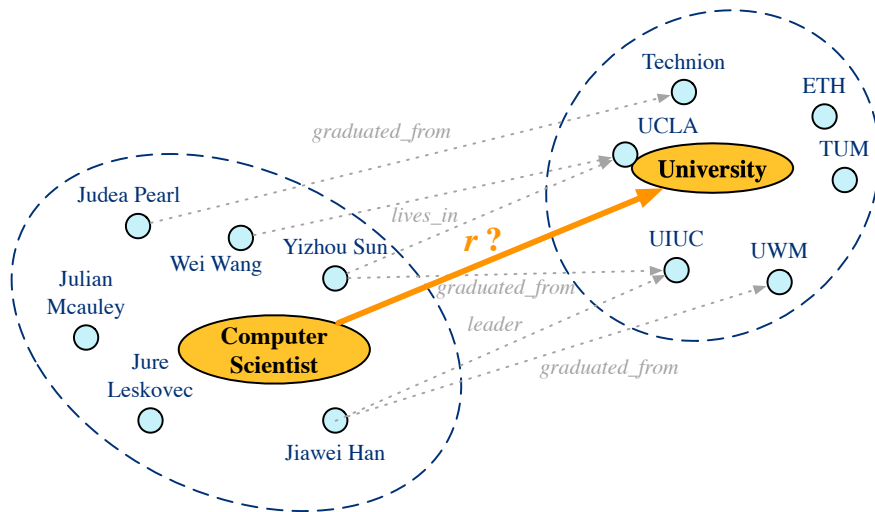 Technion
ETH
graduated_from
UCLA
TUM
University
Judea Pearl
lives_in
r ?
Wei Wang
Yizhou Sun
UIUC
UWM
Julian
Mcauley
graduated_from
leader
Computer
Scientist
Jure
Leskovec
graduated_from
Jiawei Han